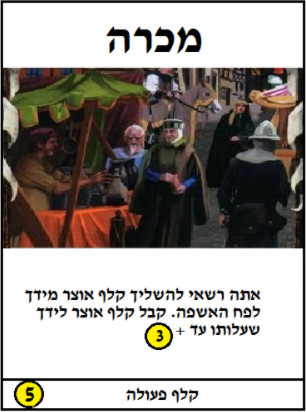 מכרה
אתה רשאי להשליך קלף אוצר מידך
לפח האשפה. קבל קלף אוצר לידך
שעלותו עד + 3
קלף פעולה
5